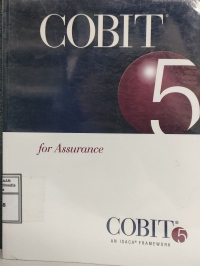 COBIT®
5
for Assurance
COBIT® 5
AN ISACA® FRAMEWORK